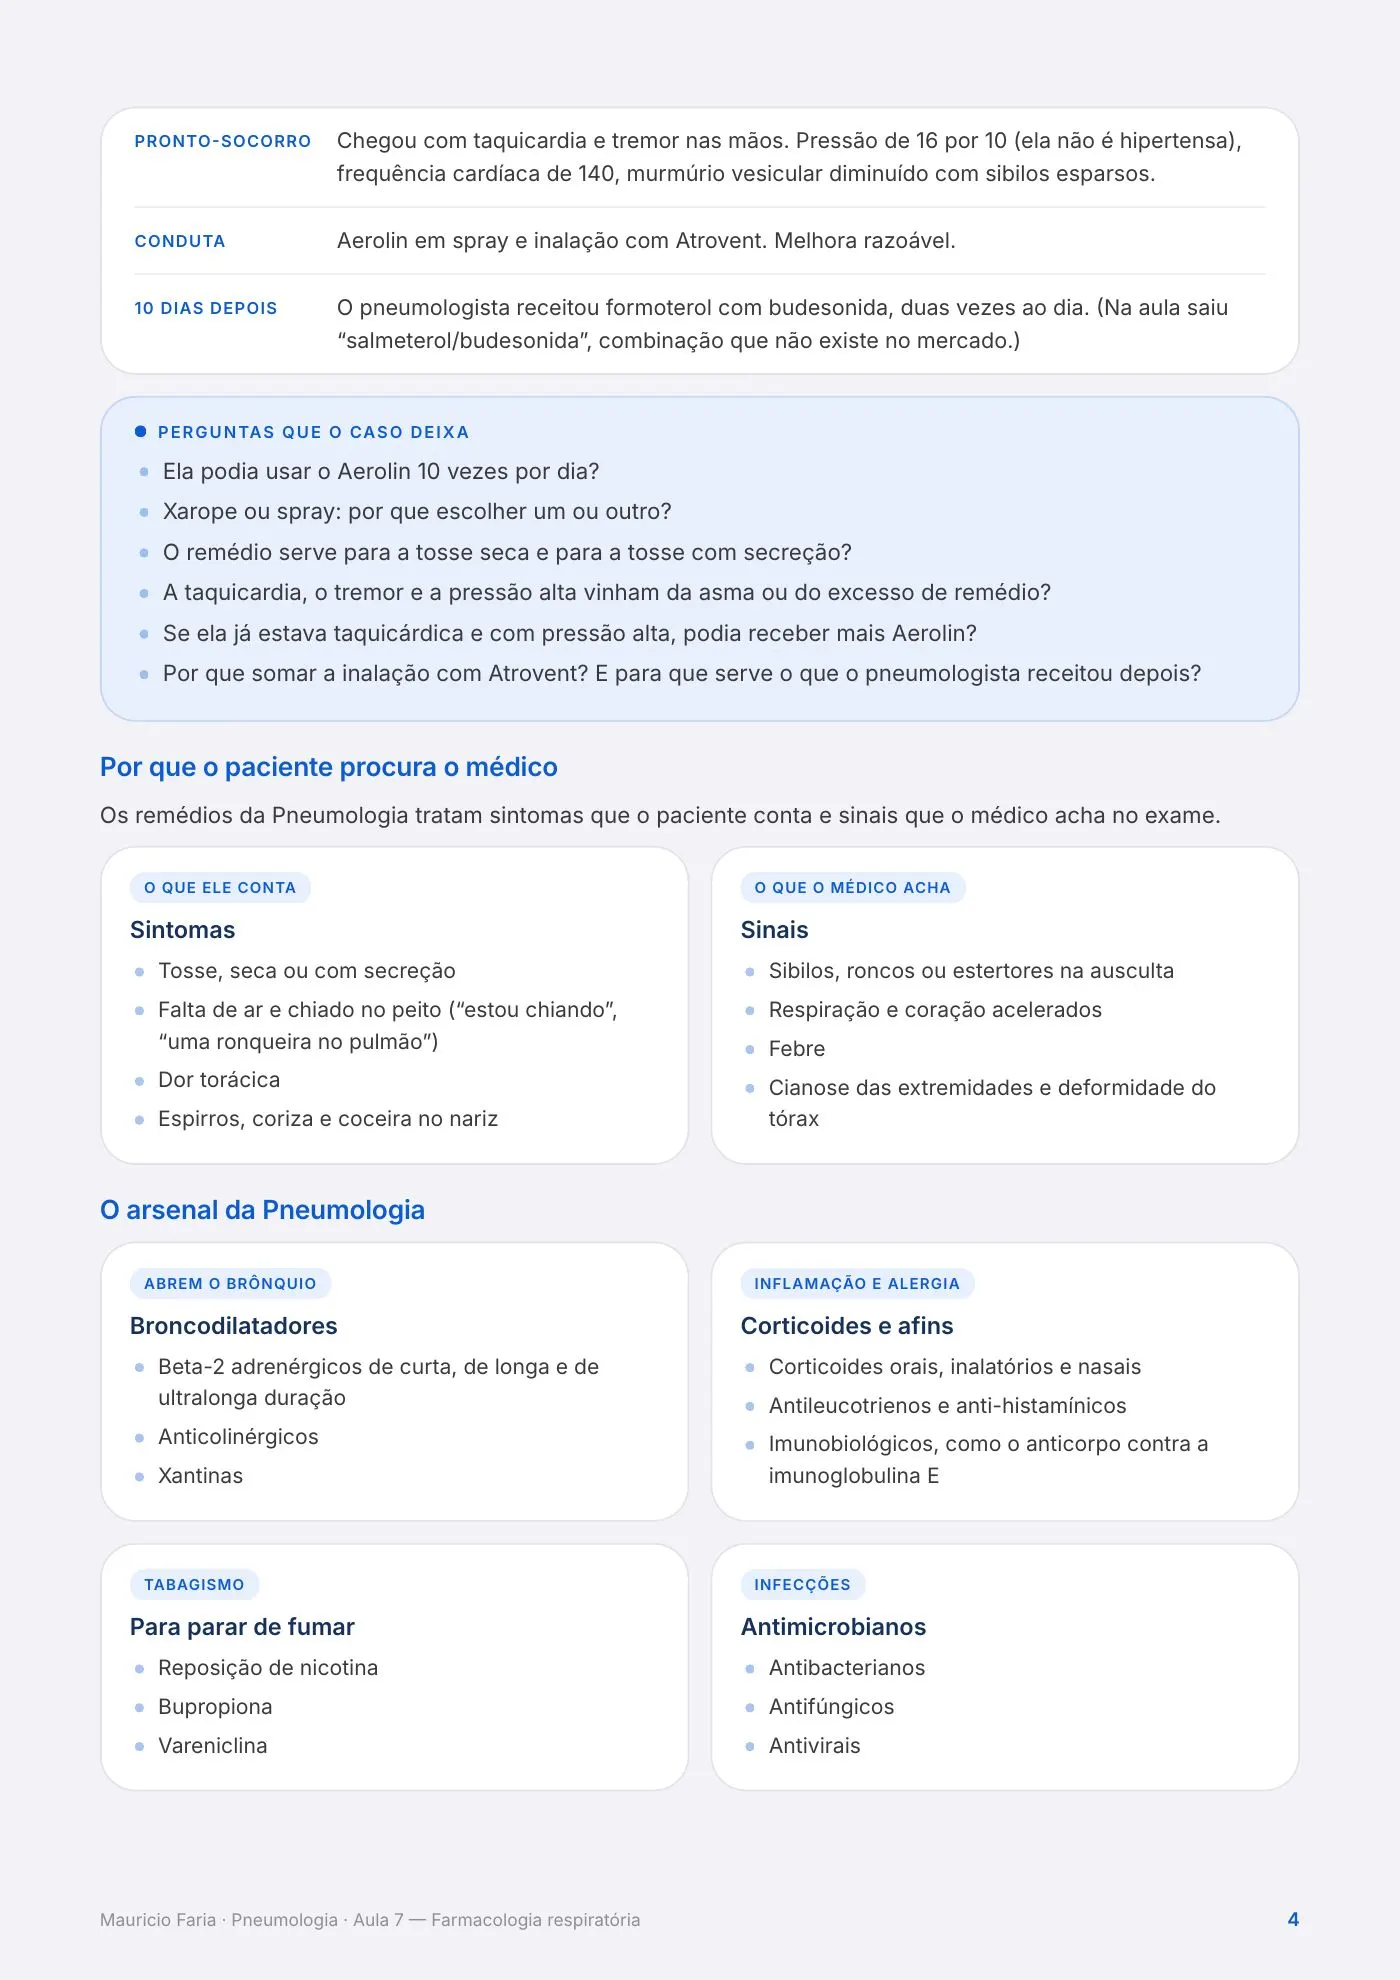 PRONTO-SOCORRO
Chegou com taquicardia e tremor nas mãos. Pressão de 16 por 10 (ela não é hipertensa),
frequência cardíaca de 140, murmúrio vesicular diminuído com sibilos esparsos.
CONDUTA
Aerolin em spray e inalação com Atrovent. Melhora razoável.
10 DIAS DEPOIS
O pneumologista receitou formoterol com budesonida, duas vezes ao dia. (Na aula saiu
“salmeterol/budesonida”, combinação que não existe no mercado.)
PERGUNTAS QUE O CASO DEIXA
Ela podia usar o Aerolin 10 vezes por dia?
Xarope ou spray: por que escolher um ou outro?
O remédio serve para a tosse seca e para a tosse com secreção?
A taquicardia, o tremor e a pressão alta vinham da asma ou do excesso de remédio?
Se ela já estava taquicárdica e com pressão alta, podia receber mais Aerolin?
Por que somar a inalação com Atrovent? E para que serve o que o pneumologista receitou depois?
Por que o paciente procura o médico
Os remédios da Pneumologia tratam sintomas que o paciente conta e sinais que o médico acha no exame.
O QUE ELE CONTA
Sintomas
Tosse, seca ou com secreção
Falta de ar e chiado no peito (“estou chiando”,
“uma ronqueira no pulmão”)
Dor torácica
Espirros, coriza e coceira no nariz
O QUE O MÉDICO ACHA
Sinais
Sibilos, roncos ou estertores na ausculta
Respiração e coração acelerados
Febre
Cianose das extremidades e deformidade do
tórax
O arsenal da Pneumologia
ABREM O BRÔNQUIO
Broncodilatadores
Beta-2 adrenérgicos de curta, de longa e de
ultralonga duração
Anticolinérgicos
Xantinas
INFLAMAÇÃO E ALERGIA
Corticoides e afins
Corticoides orais, inalatórios e nasais
Antileucotrienos e anti-histamínicos
Imunobiológicos, como o anticorpo contra a
imunoglobulina E
TABAGISMO
Para parar de fumar
Reposição de nicotina
Bupropiona
Vareniclina
INFECÇÕES
Antimicrobianos
Antibacterianos
Antifúngicos
Antivirais
Mauricio Faria · Pneumologia · Aula 7 — Farmacologia respiratória
4